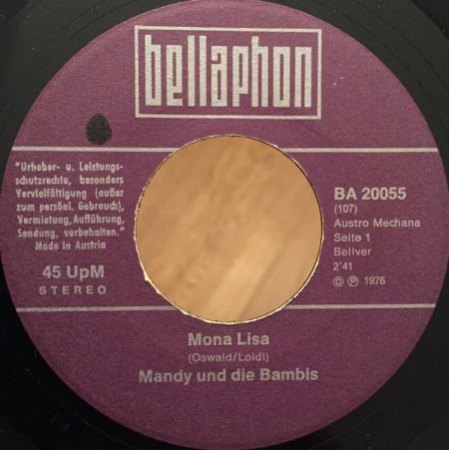 bellaphon
"Urheber- u. Leistungs-
schutzrechte, besonders
Vervielfältigung (außer
zum persönl. Gebrauch),
Vermietung, Aufführung,
Sendung, vorbehalten."
Made in Austria
45 UpM
STEREO
BA 20055
(107)
Austro Mechana
Seite 1
Bellver
2'41
© ℗ 1976
Mona Lisa
(Oswald/Loidl)
Mandy und die Bambis